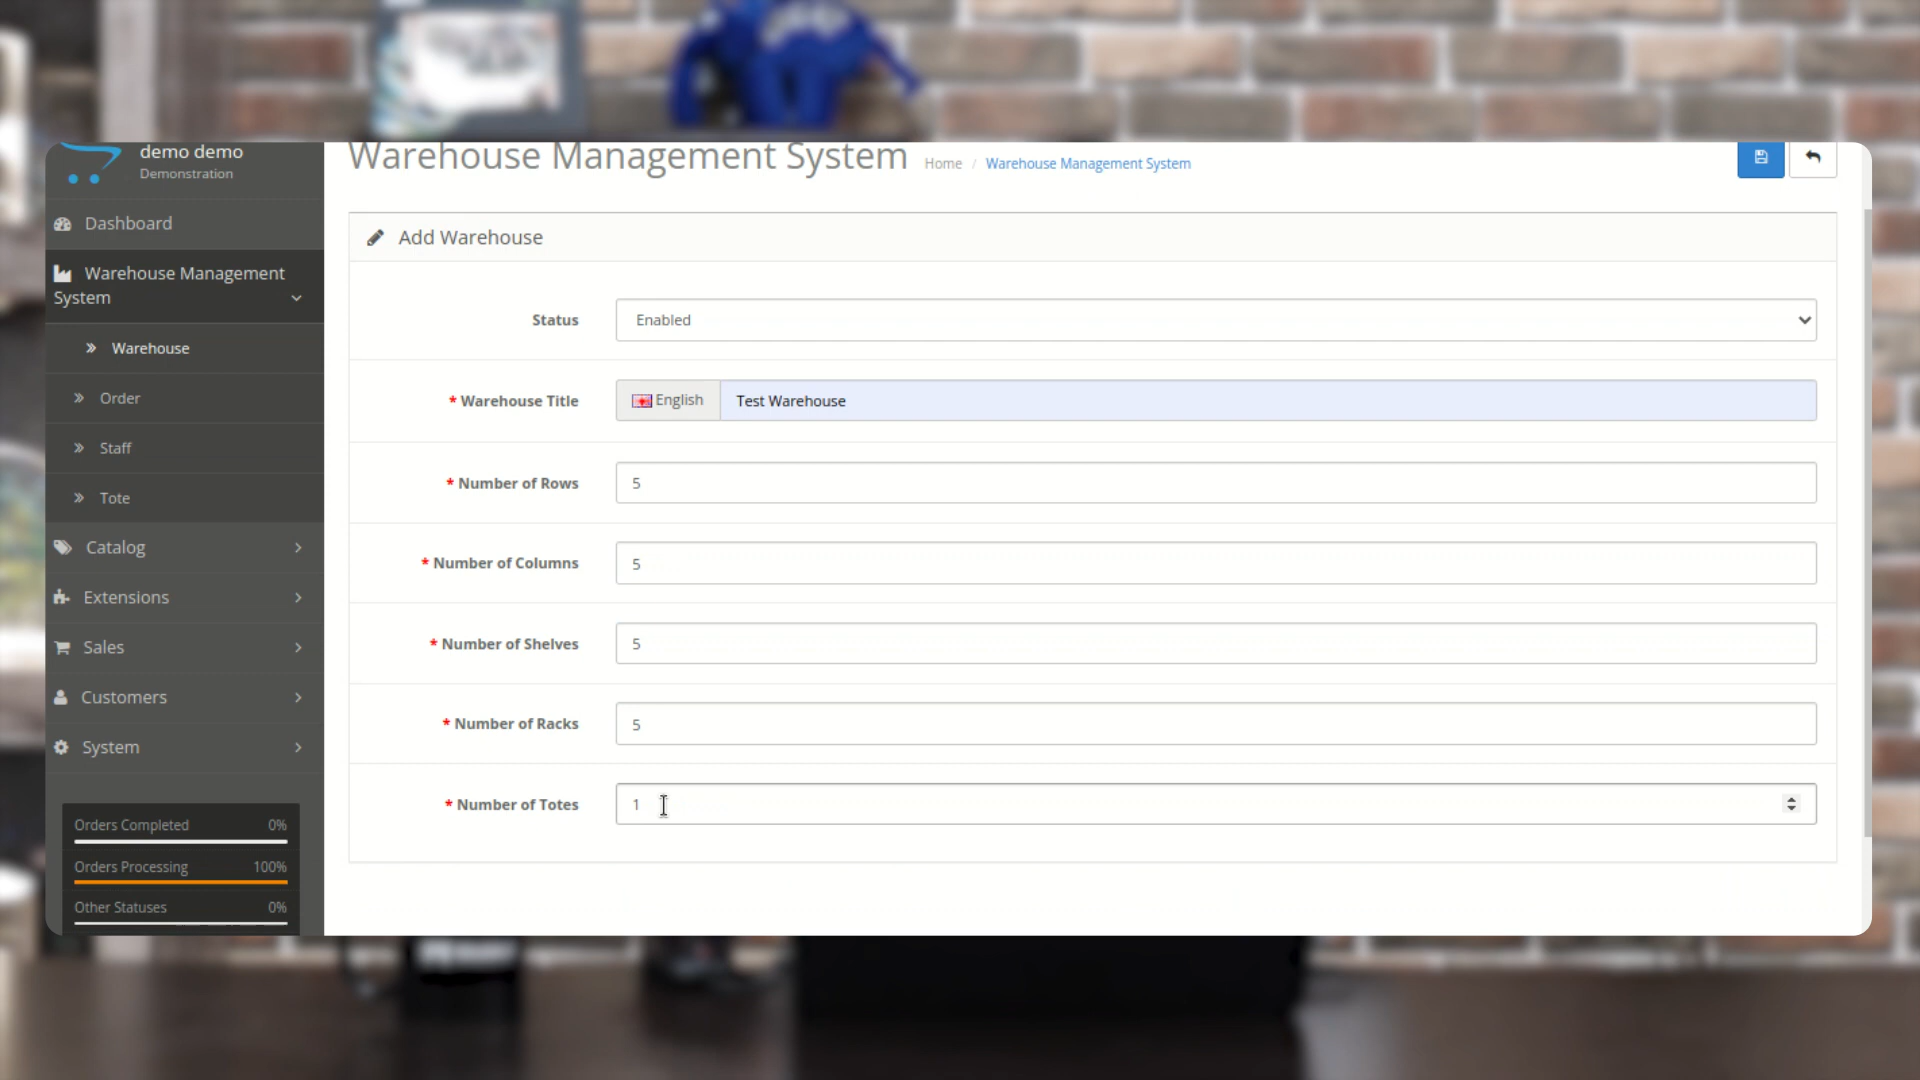 demo demo
Demonstration
Dashboard
Warehouse Management
System
Warehouse
Order
Staff
Tote
Catalog
Extensions
Sales
Customers
System
Orders Completed 0%
Orders Processing 100%
Other Statuses 0%
Warehouse Management System Home / Warehouse Management System
Add Warehouse
Status Enabled
* Warehouse Title English Test Warehouse
* Number of Rows 5
* Number of Columns 5
* Number of Shelves 5
* Number of Racks 5
* Number of Totes 1